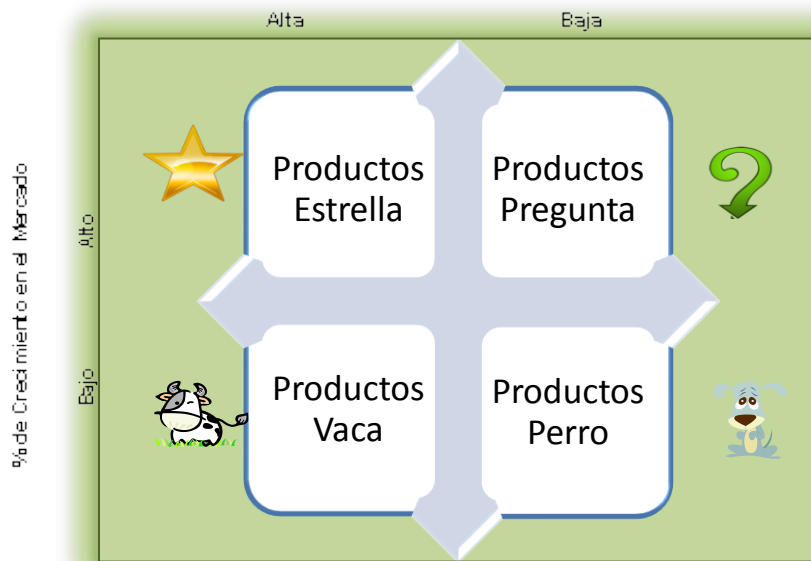 Alta
Baja
% de Crecimiento en el Mercado
Alto
Bajo
Productos
Estrella
Productos
Pregunta
Productos
Vaca
Productos
Perro